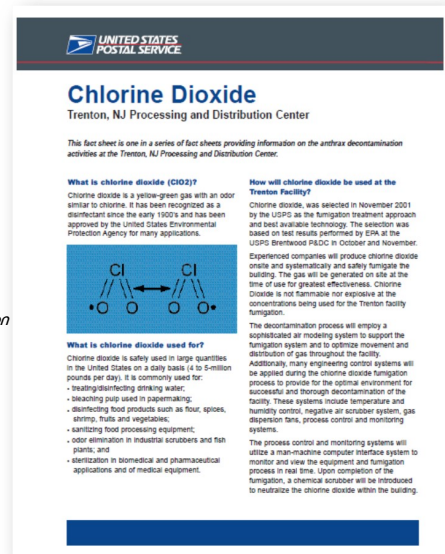 on
UNITED STATES
POSTAL SERVICE
Chlorine Dioxide
Trenton, NJ Processing and Distribution Center
This fact sheet is one in a series of fact sheets providing information on the anthrax decontamination
activities at the Trenton, NJ Processing and Distribution Center.
What is chlorine dioxide (ClO2)?
Chlorine dioxide is a yellow-green gas with an odor
similar to chlorine. It has been recognized as a
disinfectant since the early 1900's and has been
approved by the United States Environmental
Protection Agency for many applications.
Cl Cl
O O O O
What is chlorine dioxide used for?
Chlorine dioxide is safely used in large quantities
in the United States on a daily basis (4 to 5-million
pounds per day). It is commonly used for:
- treating/disinfecting drinking water;
- bleaching pulp used in papermaking;
- disinfecting food products such as flour, spices,
shrimp, fruits and vegetables;
- sanitizing food processing equipment;
- odor elimination in industrial scrubbers and fish
plants; and
- sterilization in biomedical and pharmaceutical
applications and of medical equipment.
How will chlorine dioxide be used at the
Trenton Facility?
Chlorine dioxide, was selected in November 2001
by the USPS as the fumigation treatment approach
and best available technology. The selection was
based on test results performed by EPA at the
USPS Brentwood P&DC in October and November.
Experienced companies will produce chlorine dioxide
onsite and systematically and safely fumigate the
building. The gas will be generated on site at the
time of use for greatest effectiveness. Chlorine
Dioxide is not flammable nor explosive at the
concentrations being used for the Trenton facility
fumigation.
The decontamination process will employ a
sophisticated air modeling system to support the
fumigation system and to optimize movement and
distribution of gas throughout the facility.
Additionally, many engineering control systems will
be applied during the chlorine dioxide fumigation
process to provide for the optimal environment for
successful and thorough decontamination of the
facility. These systems include temperature and
humidity control, negative air scrubber system, gas
dispersion fans, process control and monitoring
systems.
The process control and monitoring systems will
utilize a man-machine computer interface system to
monitor and view the equipment and fumigation
process in real time. Upon completion of the
fumigation, a chemical scrubber will be introduced
to neutralize the chlorine dioxide within the building.